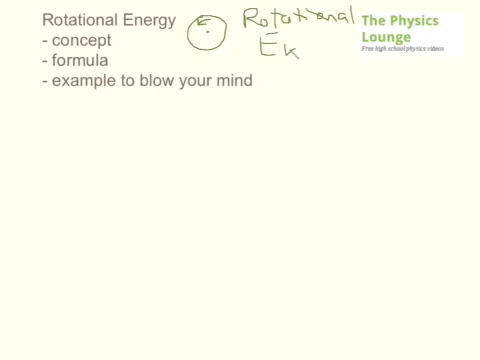 Rotational Energy
- concept
- formula
- example to blow your mind
Rotational
Ek
The Physics
Lounge
Free high school physics videos